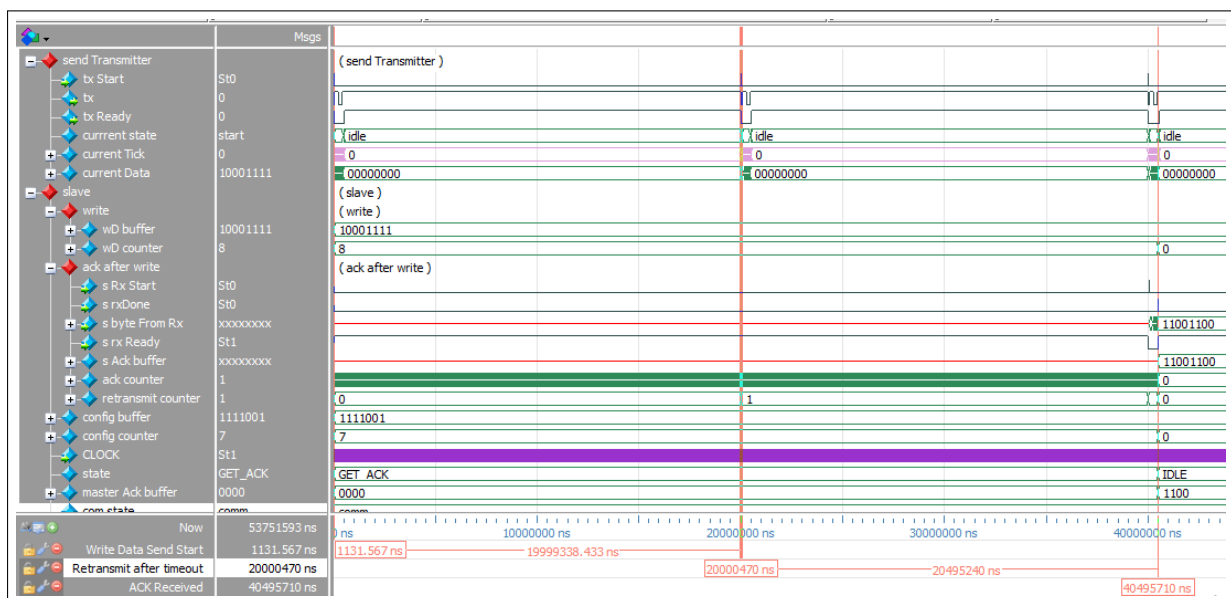 Msgs
send Transmitter ( send Transmitter )
tx Start St0
tx 0
tx Ready 0
currrent state start idle idle idle
current Tick 0 0 0 0
current Data 10001111 00000000 00000000 00000000
slave ( slave )
write ( write )
wD buffer 10001111 10001111
wD counter 8 8 0
ack after write ( ack after write )
s Rx Start St0
s rxDone St0
s byte From Rx xxxxxxxx 11001100
s rx Ready St1
s Ack buffer xxxxxxxx 11001100
ack counter 1 0
retransmit counter 1 0 1 0
config buffer 1111001 1111001
config counter 7 7 0
CLOCK St1
state GET_ACK GET ACK IDLE
master Ack buffer 0000 0000 1100
com state comm comm
Now 53751593 ns ns 10000000 ns 20000000 ns 30000000 ns 40000000 ns
Write Data Send Start 1131.567 ns 1131.567 ns 19999338.433 ns
Retransmit after timeout 20000470 ns 20000470 ns 20495240 ns
ACK Received 40495710 ns 40495710 ns